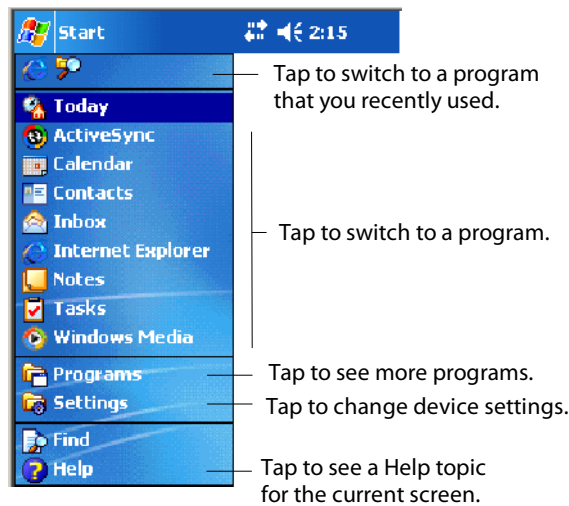 Start 2:15
Tap to switch to a program
that you recently used.
Today
ActiveSync
Calendar
Contacts
Inbox
Internet Explorer
Notes
Tasks
Windows Media
Tap to switch to a program.
Programs
Tap to see more programs.
Settings
Tap to change device settings.
Find
Help
Tap to see a Help topic
for the current screen.